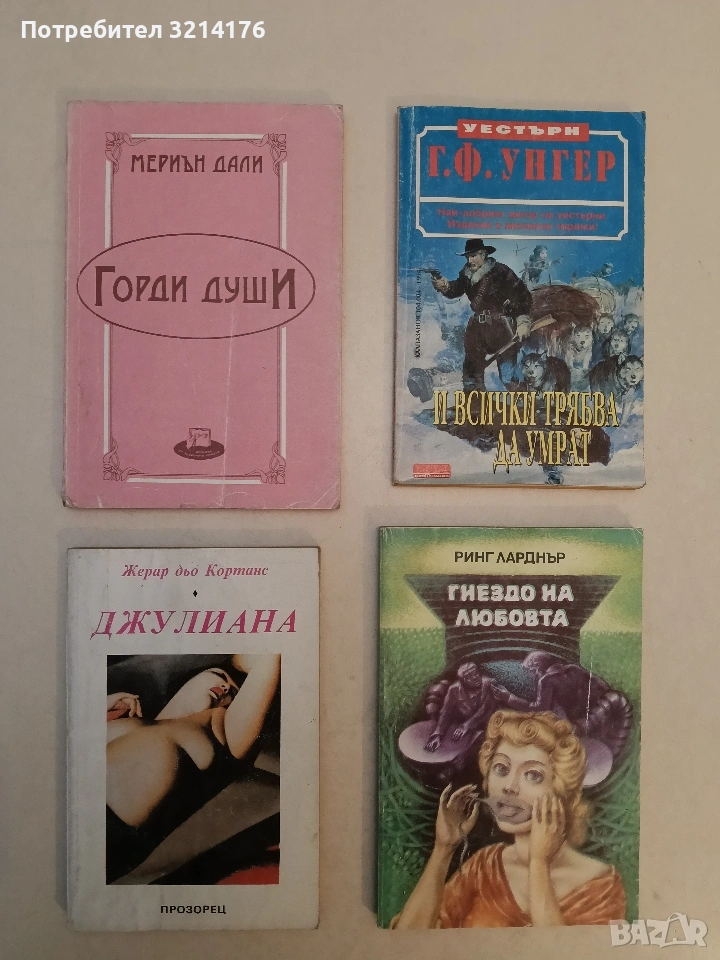 Потребител 3214176
МЕРИЪН ДАЛИ
ГОРДИ ДУШИ
УЕСТЪРН
Г.Ф. УНГЕР
И ВСИЧКИ ТРЯБВА
ДА УМРАТ
Жерар дьо Кортанс
ДЖУЛИАНА
ПРОЗОРЕЦ
РИНГ ЛАРДНЪР
ГНЕЗДО НА
ЛЮБОВТА
BAZAR